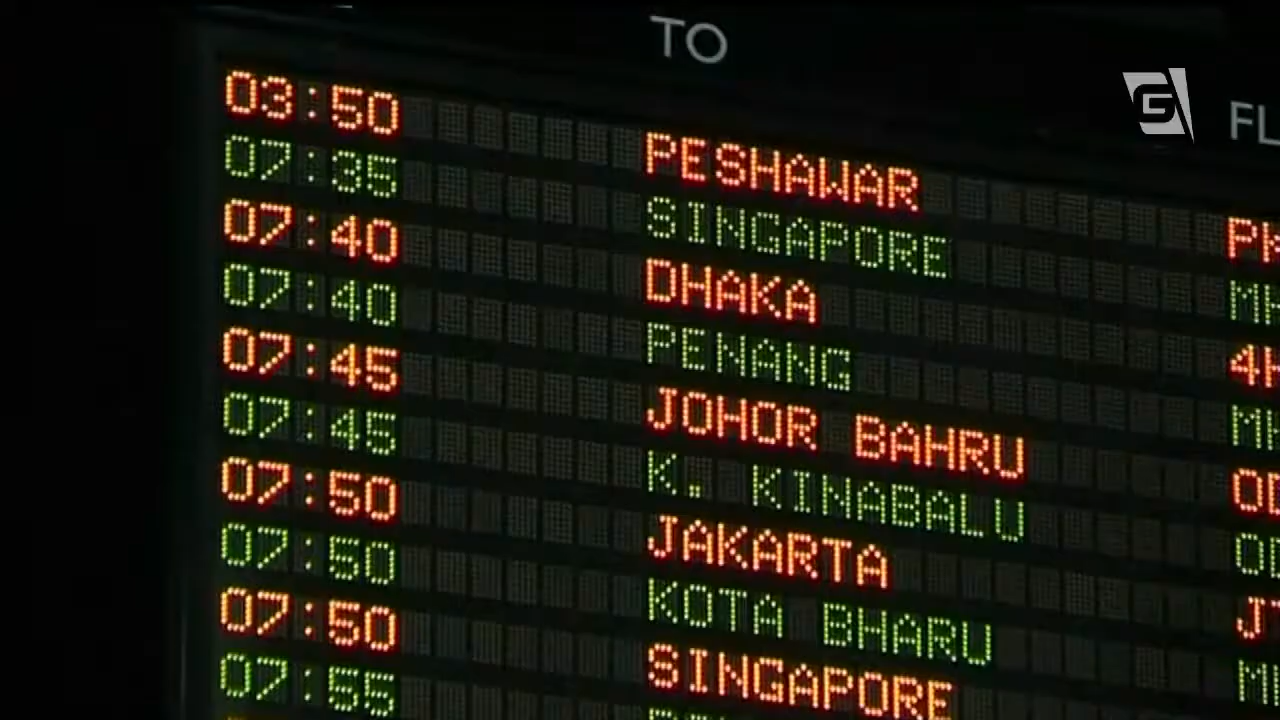 TO FL
03:50 PESHAWAR
07:35 SINGAPORE
07:40 DHAKA
07:40 PENANG
07:45 JOHOR BAHRU
07:45 K. KINABALU
07:50 JAKARTA
07:50 KOTA BHARU
07:50 SINGAPORE
07:55